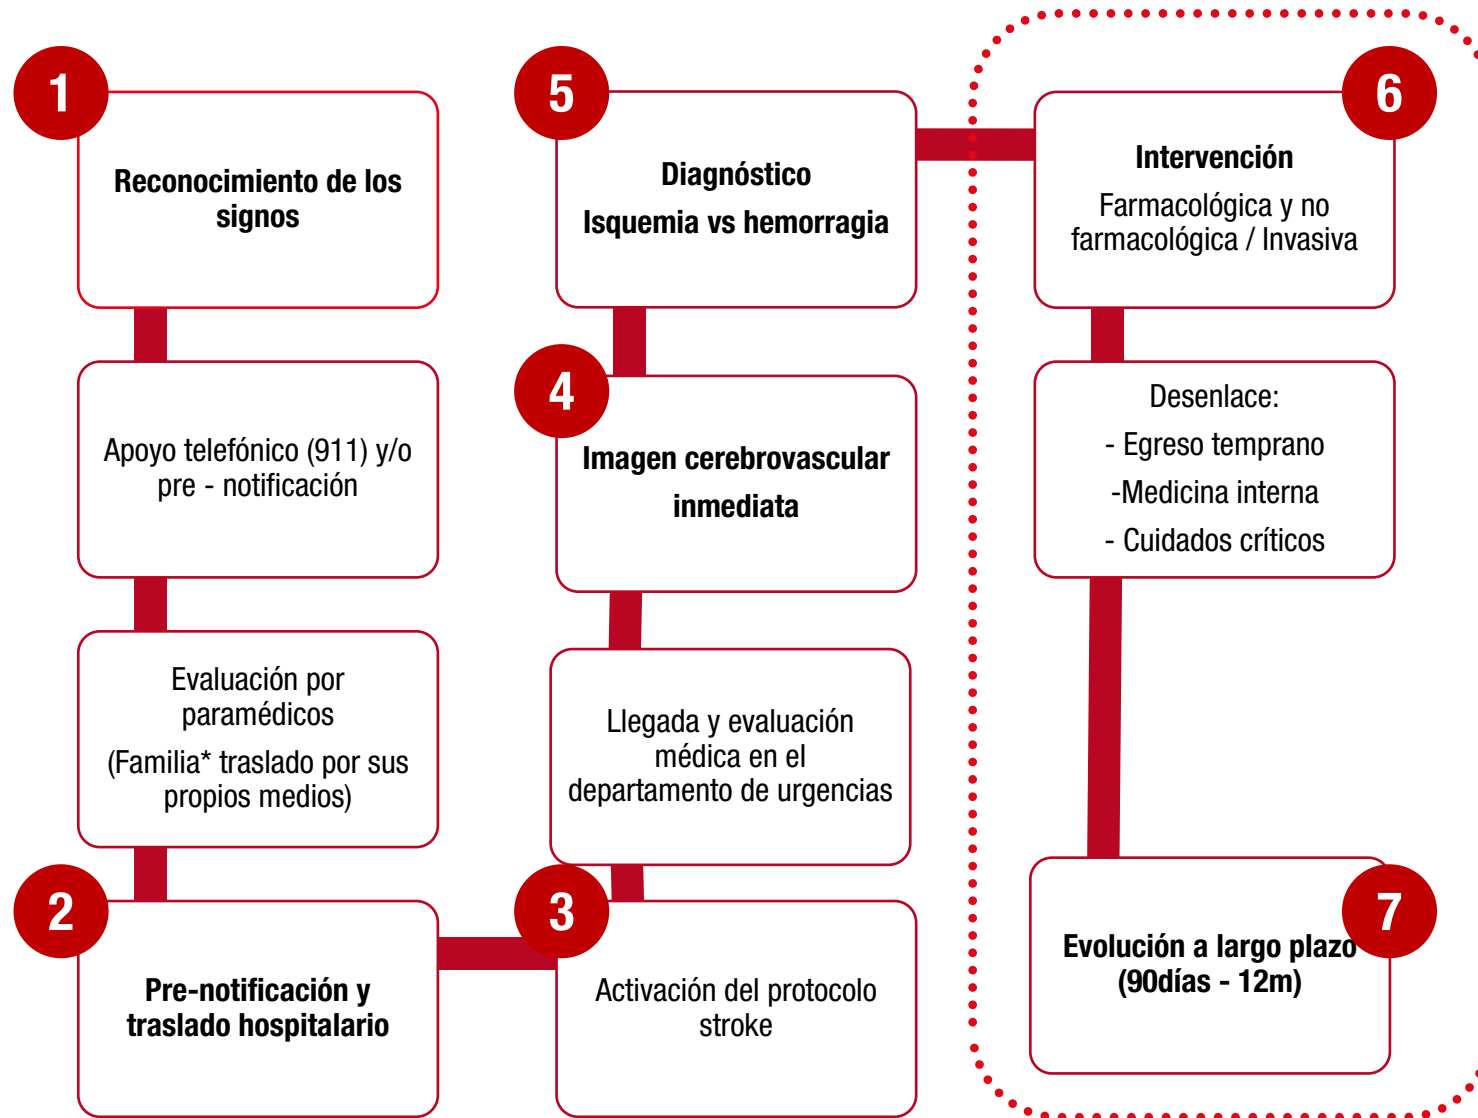 1
Reconocimiento de los
signos
Apoyo telefónico (911) y/o
pre - notificación
Evaluación por
paramédicos
(Familia* traslado por sus
propios medios)
2
Pre-notificación y
traslado hospitalario
3
Activación del protocolo
stroke
Llegada y evaluación
médica en el
departamento de urgencias
4
Imagen cerebrovascular
inmediata
5
Diagnóstico
Isquemia vs hemorragia
6
Intervención
Farmacológica y no
farmacológica / Invasiva
Desenlace:
- Egreso temprano
-Medicina interna
- Cuidados críticos
7
Evolución a largo plazo
(90días - 12m)